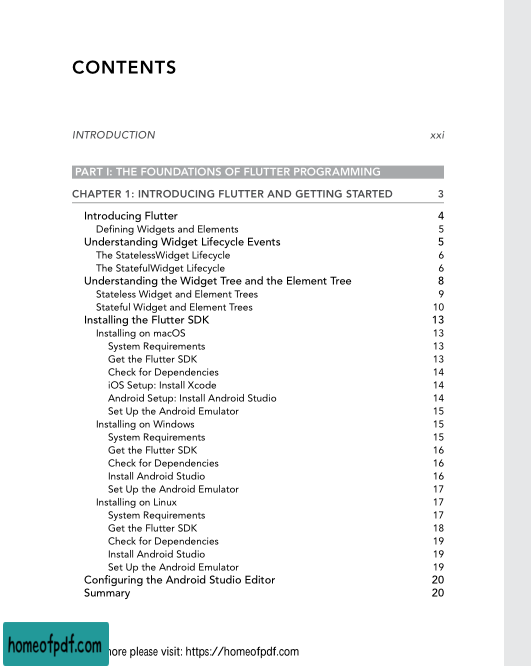 CONTENTS
INTRODUCTION xxi
PART I: THE FOUNDATIONS OF FLUTTER PROGRAMMING
CHAPTER 1: INTRODUCING FLUTTER AND GETTING STARTED 3
Introducing Flutter 4
Defining Widgets and Elements 5
Understanding Widget Lifecycle Events 5
The StatelessWidget Lifecycle 6
The StatefulWidget Lifecycle 6
Understanding the Widget Tree and the Element Tree 8
Stateless Widget and Element Trees 9
Stateful Widget and Element Trees 10
Installing the Flutter SDK 13
Installing on macOS 13
System Requirements 13
Get the Flutter SDK 13
Check for Dependencies 14
iOS Setup: Install Xcode 14
Android Setup: Install Android Studio 14
Set Up the Android Emulator 15
Installing on Windows 15
System Requirements 15
Get the Flutter SDK 16
Check for Dependencies 16
Install Android Studio 16
Set Up the Android Emulator 17
Installing on Linux 17
System Requirements 17
Get the Flutter SDK 18
Check for Dependencies 19
Install Android Studio 19
Set Up the Android Emulator 19
Configuring the Android Studio Editor 20
Summary 20
homeofpdf.com
please visit: https://homeofpdf.com